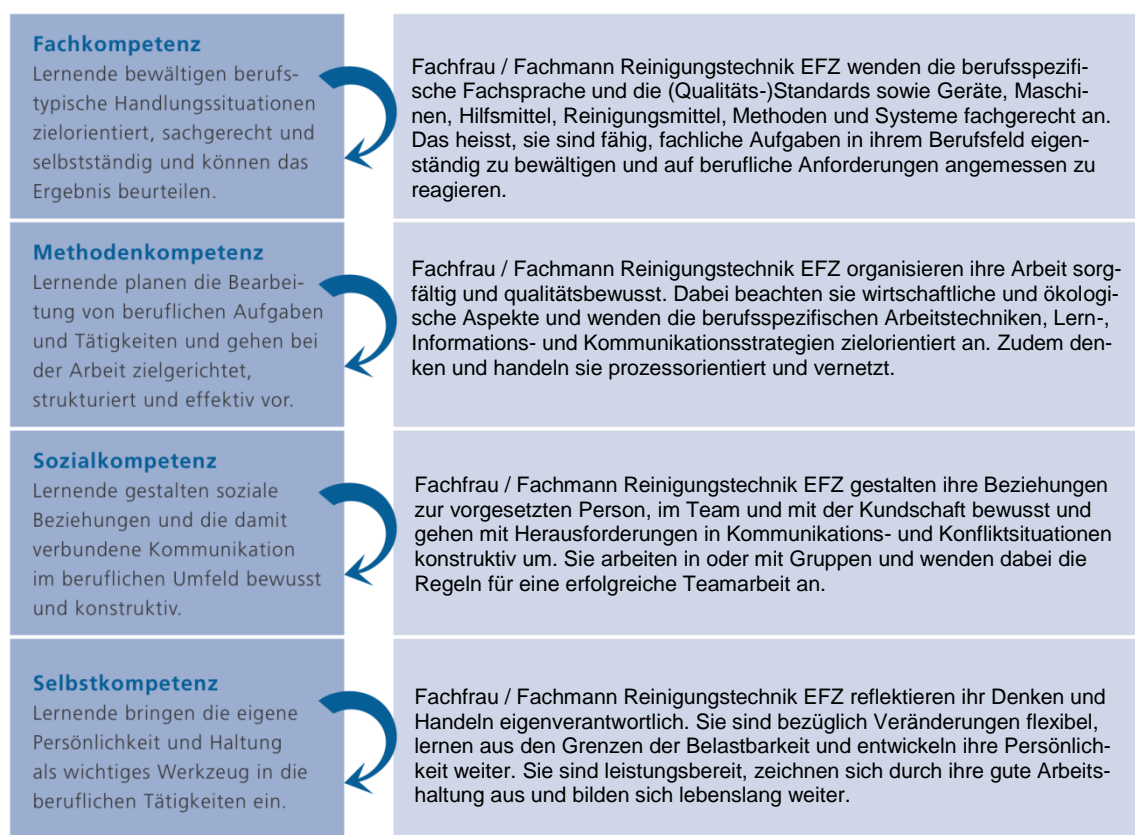 Fachkompetenz
Lernende bewältigen berufs-
typische Handlungssituationen
zielorientiert, sachgerecht und
selbstständig und können das
Ergebnis beurteilen.
Fachfrau / Fachmann Reinigungstechnik EFZ wenden die berufsspezifi-
sche Fachsprache und die (Qualitäts-)Standards sowie Geräte, Maschi-
nen, Hilfsmittel, Reinigungsmittel, Methoden und Systeme fachgerecht an.
Das heisst, sie sind fähig, fachliche Aufgaben in ihrem Berufsfeld eigen-
ständig zu bewältigen und auf berufliche Anforderungen angemessen zu
reagieren.
Methodenkompetenz
Lernende planen die Bearbei-
tung von beruflichen Aufgaben
und Tätigkeiten und gehen bei
der Arbeit zielgerichtet,
strukturiert und effektiv vor.
Fachfrau / Fachmann Reinigungstechnik EFZ organisieren ihre Arbeit sorg-
fältig und qualitätsbewusst. Dabei beachten sie wirtschaftliche und ökologi-
sche Aspekte und wenden die berufsspezifischen Arbeitstechniken, Lern-,
Informations- und Kommunikationsstrategien zielorientiert an. Zudem den-
ken und handeln sie prozessorientiert und vernetzt.
Sozialkompetenz
Lernende gestalten soziale
Beziehungen und die damit
verbundene Kommunikation
im beruflichen Umfeld bewusst
und konstruktiv.
Fachfrau / Fachmann Reinigungstechnik EFZ gestalten ihre Beziehungen
zur vorgesetzten Person, im Team und mit der Kundschaft bewusst und
gehen mit Herausforderungen in Kommunikations- und Konfliktsituationen
konstruktiv um. Sie arbeiten in oder mit Gruppen und wenden dabei die
Regeln für eine erfolgreiche Teamarbeit an.
Selbstkompetenz
Lernende bringen die eigene
Persönlichkeit und Haltung
als wichtiges Werkzeug in die
beruflichen Tätigkeiten ein.
Fachfrau / Fachmann Reinigungstechnik EFZ reflektieren ihr Denken und
Handeln eigenverantwortlich. Sie sind bezüglich Veränderungen flexibel,
lernen aus den Grenzen der Belastbarkeit und entwickeln ihre Persönlich-
keit weiter. Sie sind leistungsbereit, zeichnen sich durch ihre gute Arbeits-
haltung aus und bilden sich lebenslang weiter.